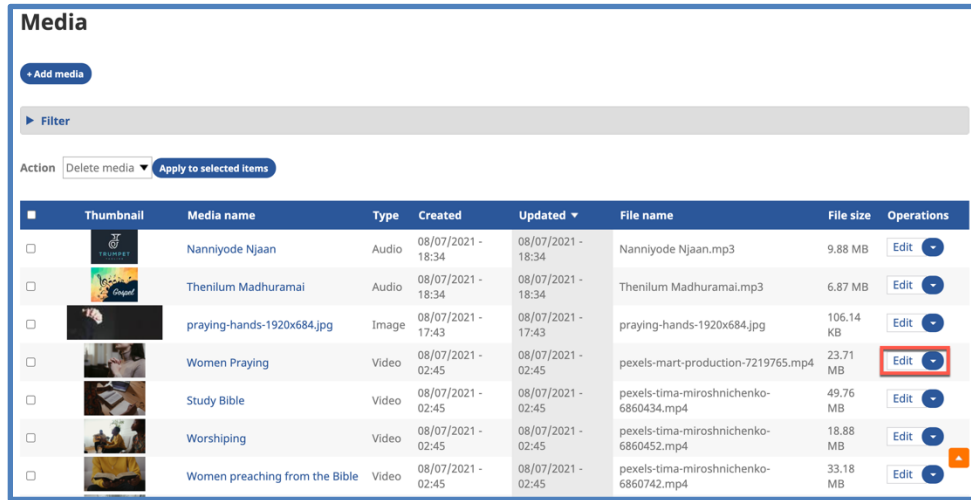 Media
+ Add media
Filter
Action Delete media Apply to selected items
Thumbnail Media name Type Created Updated File name File size Operations
TRUMPET Nanniyode Njaan Audio 08/07/2021 - 18:34 08/07/2021 - 18:34 Nanniyode Njaan.mp3 9.88 MB Edit
Gospel Thenilum Madhuramai Audio 08/07/2021 - 18:34 08/07/2021 - 18:34 Thenilum Madhuramai.mp3 6.87 MB Edit
praying-hands-1920x684.jpg Image 08/07/2021 - 17:43 08/07/2021 - 17:43 praying-hands-1920x684.jpg 106.14 KB Edit
Women Praying Video 08/07/2021 - 02:45 08/07/2021 - 02:45 pexels-mart-production-7219765.mp4 23.71 MB Edit
Study Bible Video 08/07/2021 - 02:45 08/07/2021 - 02:45 pexels-tima-miroshnichenko-6860434.mp4 49.76 MB Edit
Worshiping Video 08/07/2021 - 02:45 08/07/2021 - 02:45 pexels-tima-miroshnichenko-6860452.mp4 18.88 MB Edit
Women preaching from the Bible Video 08/07/2021 - 02:45 08/07/2021 - 02:45 pexels-tima-miroshnichenko-6860742.mp4 33.18 MB Edit